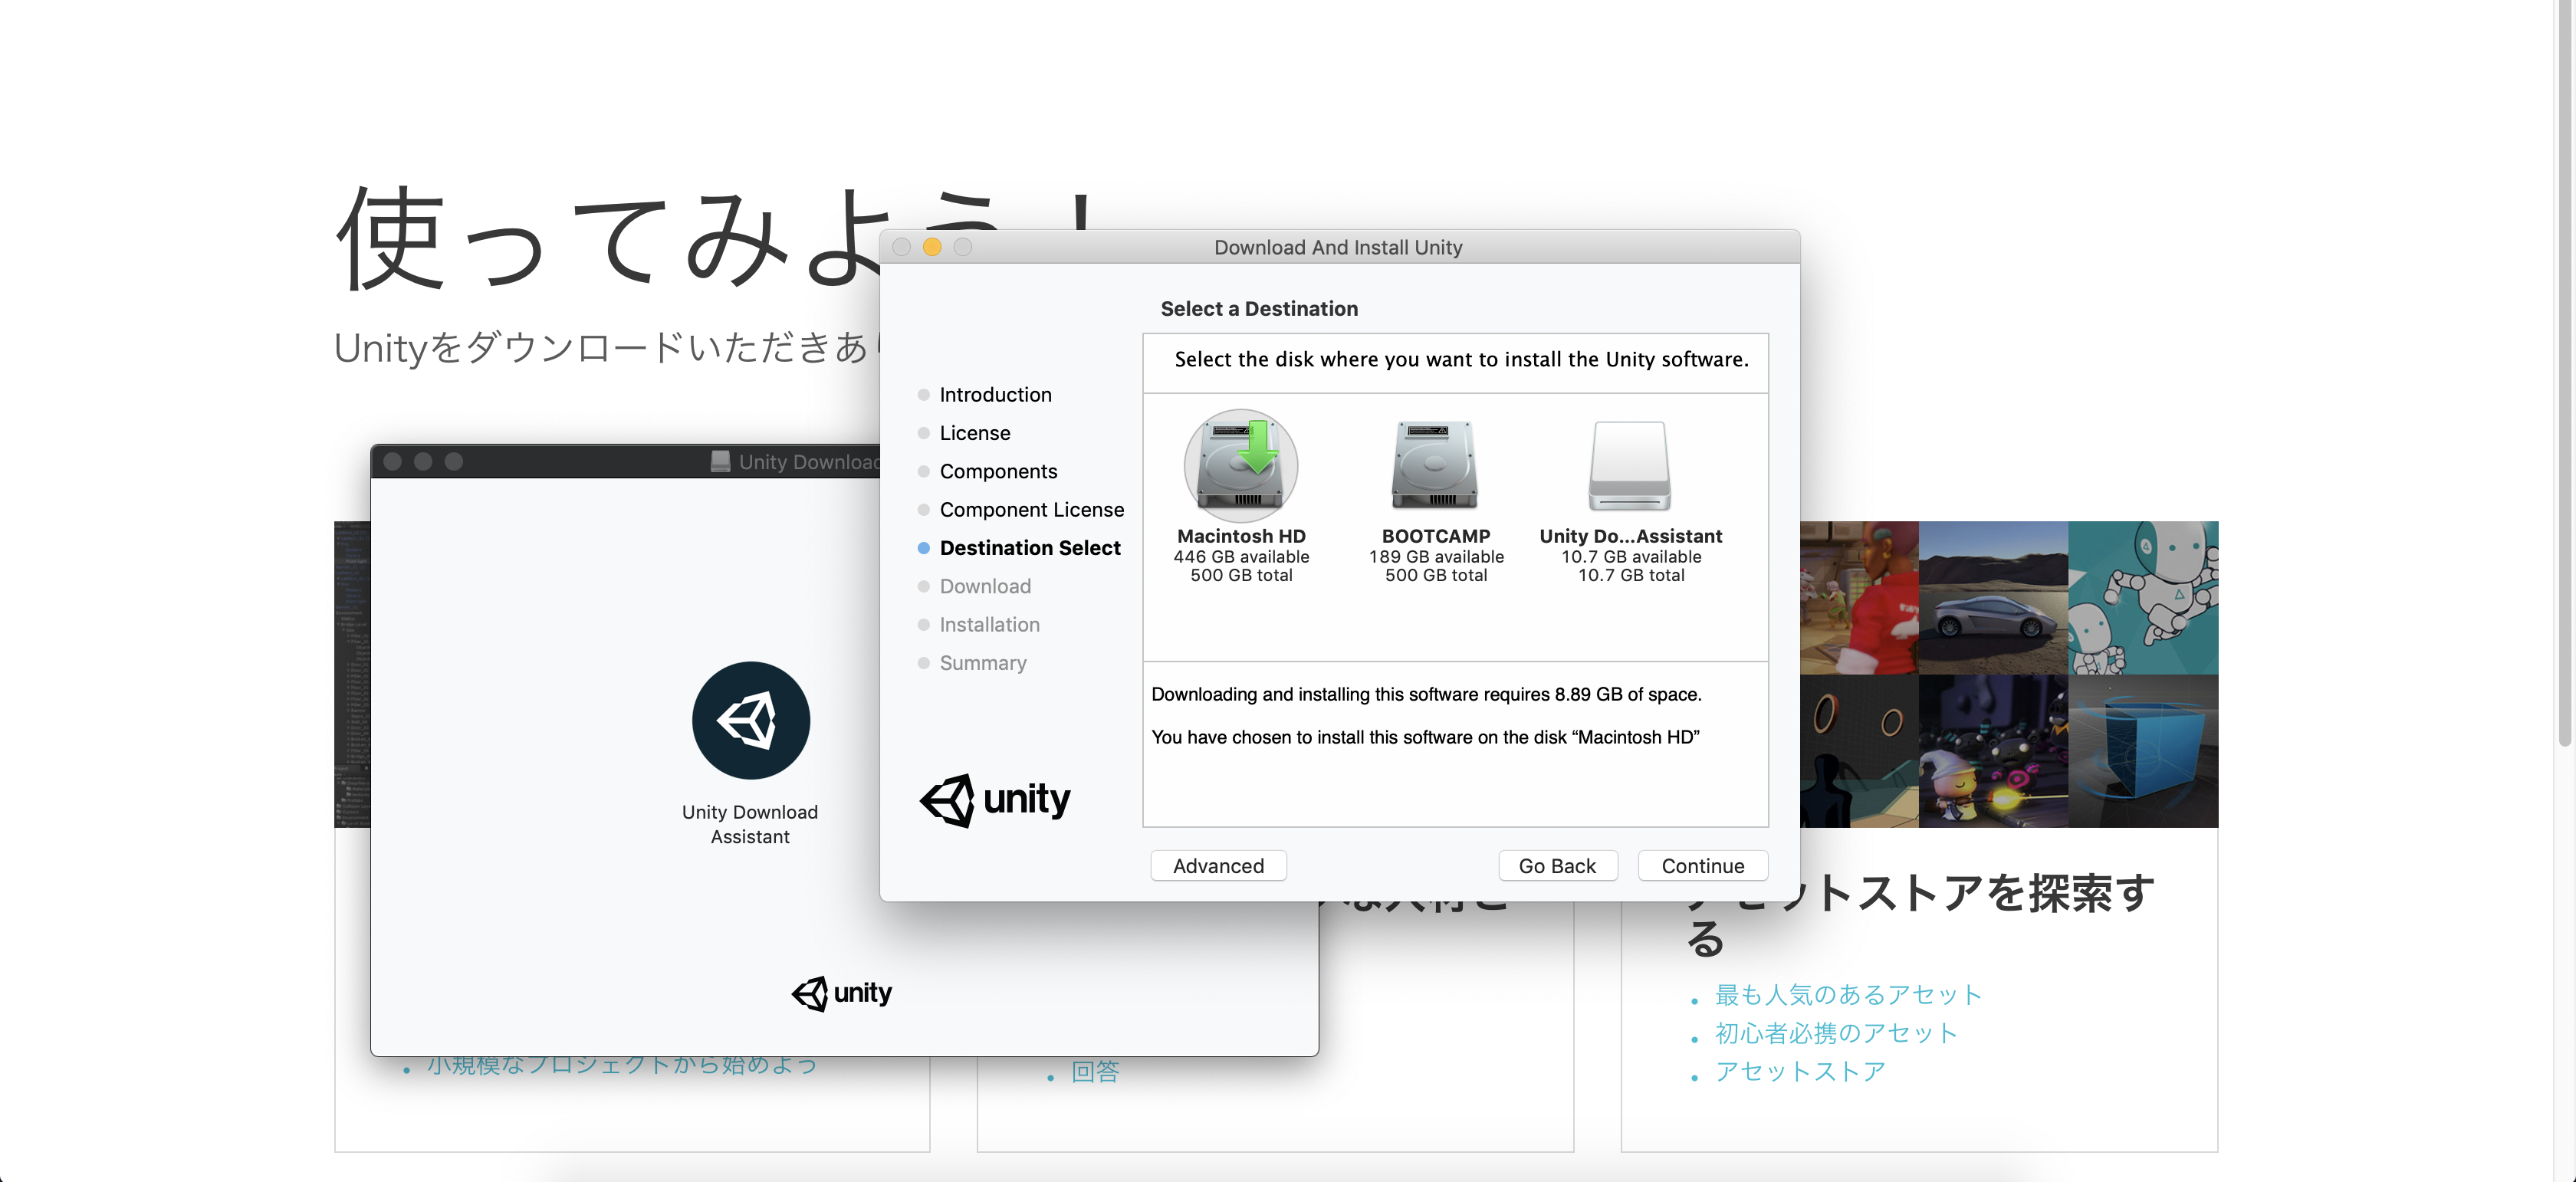 使ってみよう！
Unityをダウンロードいただきあ
Download And Install Unity
Select a Destination
Select the disk where you want to install the Unity software.
Introduction
License
Components
Component License
Destination Select
Download
Installation
Summary
Macintosh HD
446 GB available
500 GB total
BOOTCAMP
189 GB available
500 GB total
Unity Do...Assistant
10.7 GB available
10.7 GB total
Downloading and installing this software requires 8.89 GB of space.
You have chosen to install this software on the disk “Macintosh HD”
unity
Advanced
Go Back
Continue
Unity Download
Unity Download
Assistant
unity
小規模なプロジェクトから始めよう
回答
アセットストアを探索す
る
最も人気のあるアセット
初心者必携のアセット
アセットストア